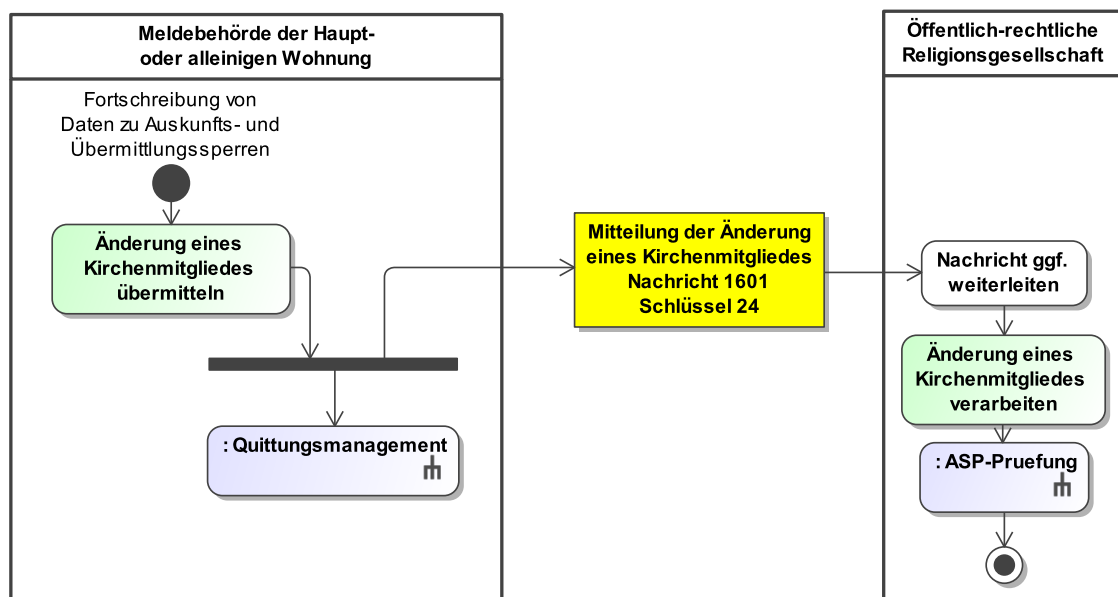 Meldebehörde der Haupt-
oder alleinigen Wohnung
Fortschreibung von
Daten zu Auskunfts- und
Übermittlungssperren
Änderung eines
Kirchenmitgliedes
übermitteln
: Quittungsmanagement
Mitteilung der Änderung
eines Kirchenmitgliedes
Nachricht 1601
Schlüssel 24
Öffentlich-rechtliche
Religionsgesellschaft
Nachricht ggf.
weiterleiten
Änderung eines
Kirchenmitgliedes
verarbeiten
: ASP-Pruefung